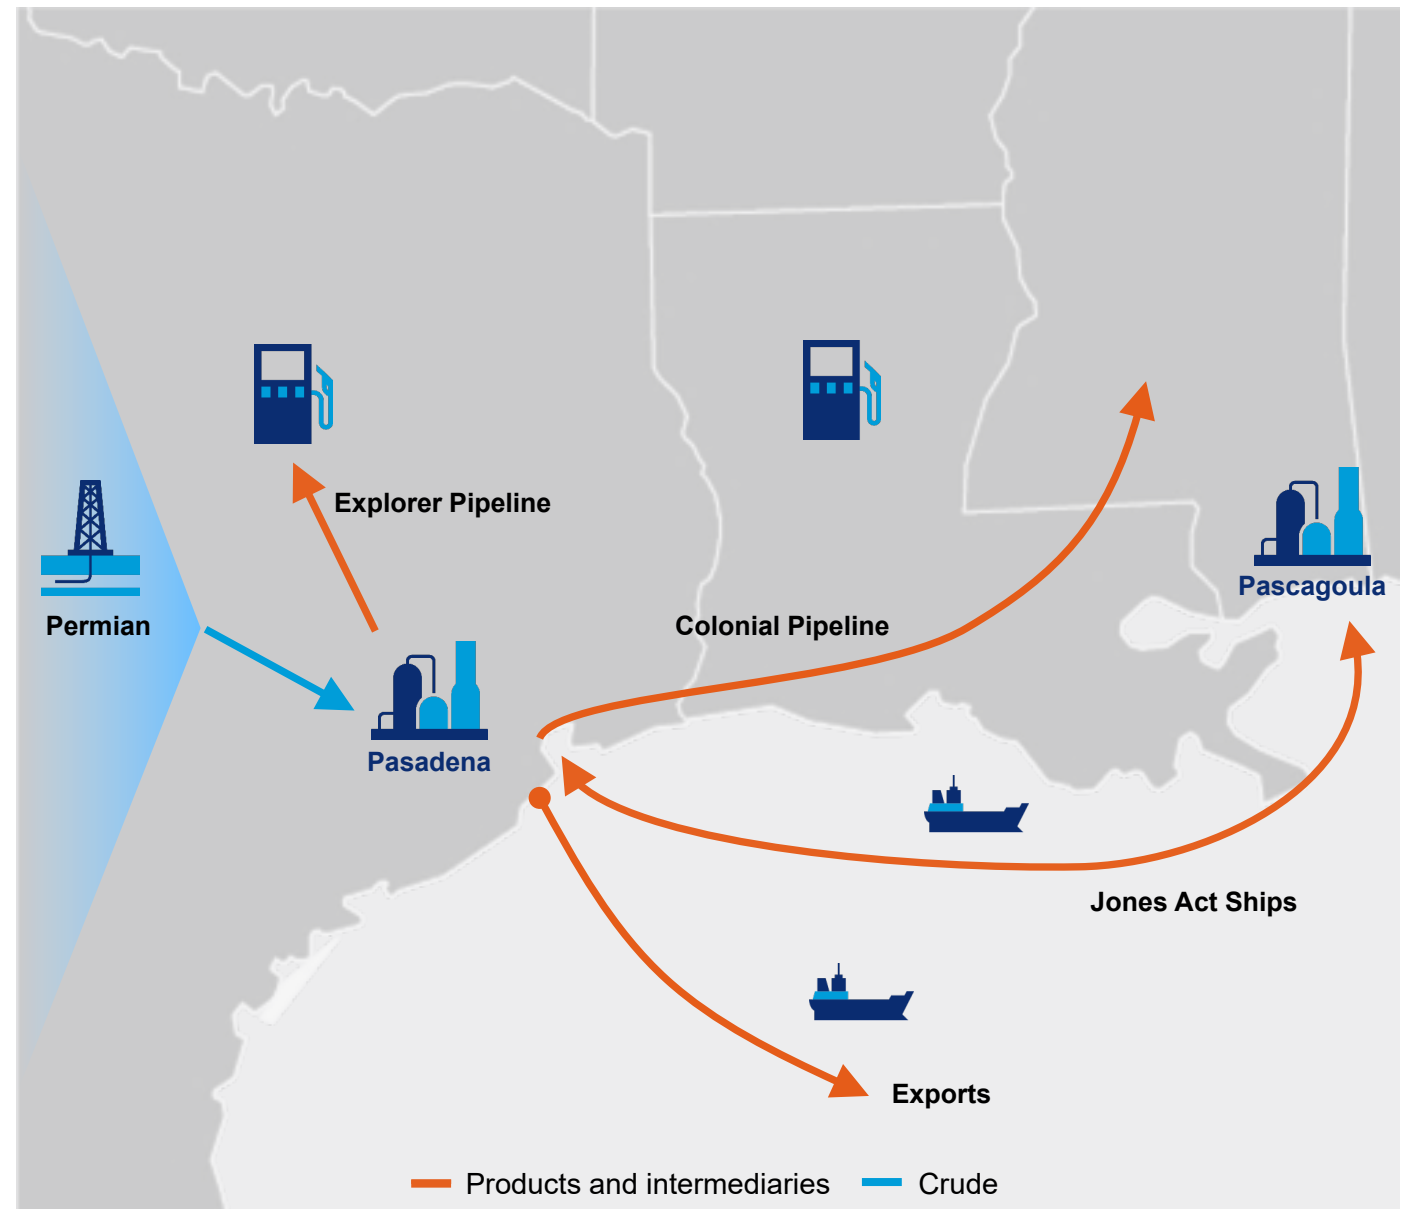 Explorer Pipeline
Pascagoula
Permian
Colonial Pipeline
Pasadena
Jones Act Ships
Exports
Products and intermediaries
Crude